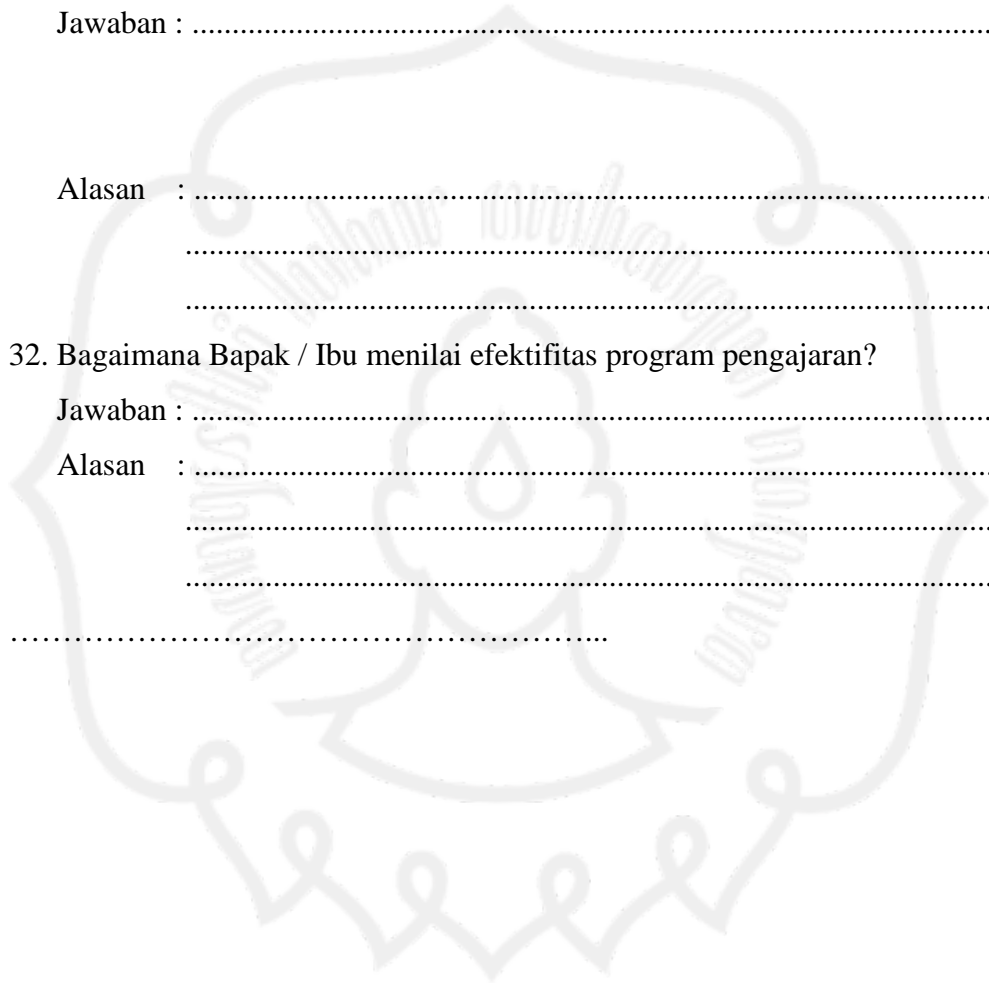 Jawaban : ....................................................................................................
Alasan : ....................................................................................................
....................................................................................................
....................................................................................................
32. Bagaimana Bapak / Ibu menilai efektifitas program pengajaran?
Jawaban : ....................................................................................................
Alasan : ....................................................................................................
....................................................................................................
....................................................................................................
…………………………………………………...